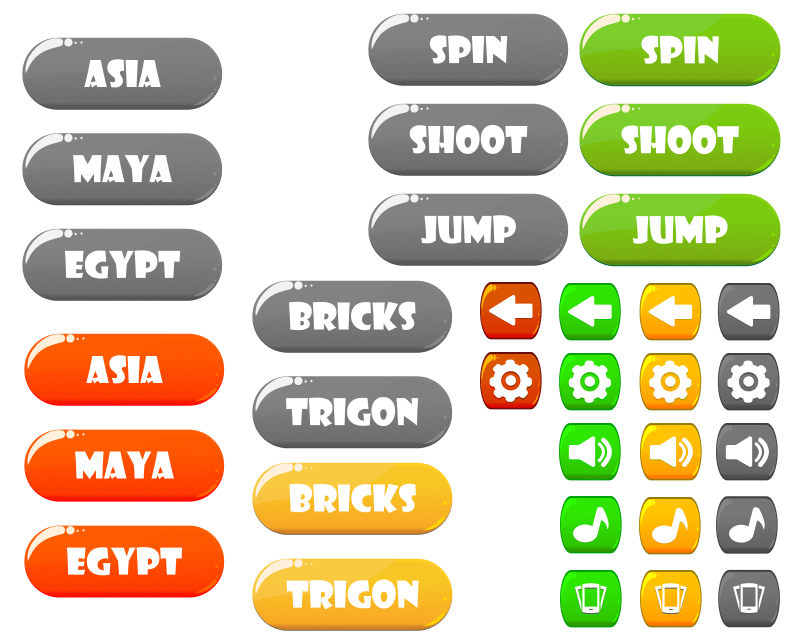 ASIA
MAYA
EGYPT
ASIA
MAYA
EGYPT
BRICKS
TRIGON
BRICKS
TRIGON
SPIN
SPIN
SHOOT
SHOOT
JUMP
JUMP